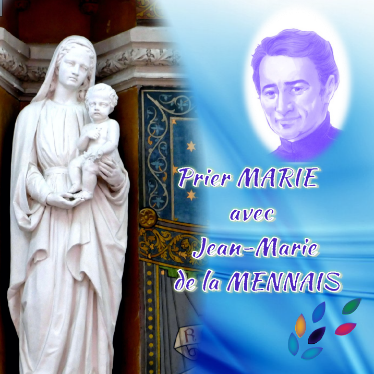 Prier MARIE
avec
Jean-Marie
de la MENNAIS